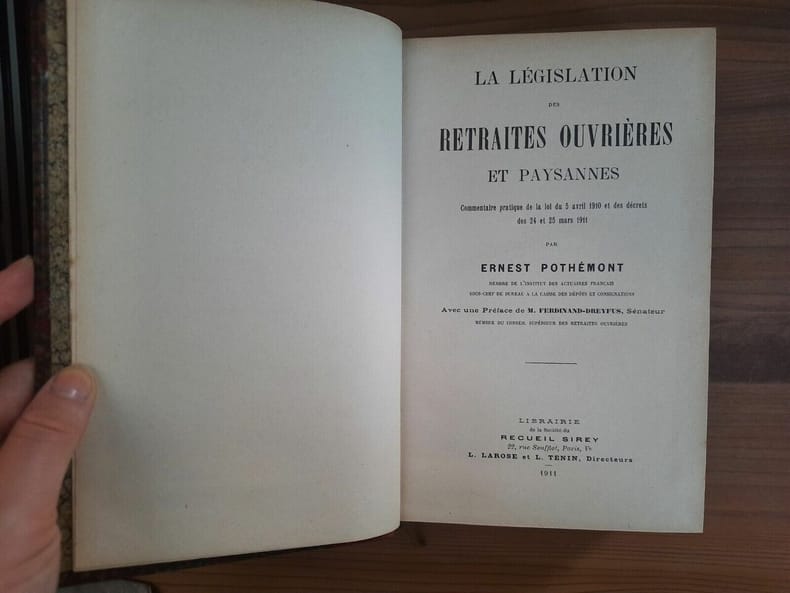 LA LÉGISLATION
DES
RETRAITES OUVRIÈRES
ET PAYSANNES
Commentaire pratique de la loi du 5 avril 1910 et des décrets
des 24 et 25 mars 1911
PAR
ERNEST POTHÉMONT
MEMBRE DE L'INSTITUT DES ACTUAIRES FRANÇAIS
SOUS-CHEF DE BUREAU A LA CAISSE DES DÉPÔTS ET CONSIGNATIONS
Avec une Préface de M. FERDINAND-DREYFUS, Sénateur
MEMBRE DU CONSEIL SUPÉRIEUR DES RETRAITES OUVRIÈRES
LIBRAIRIE
de la Société du
RECUEIL SIREY
22, rue Soufflot, Paris, Ve
L. LAROSE et L. TENIN, Directeurs
1911